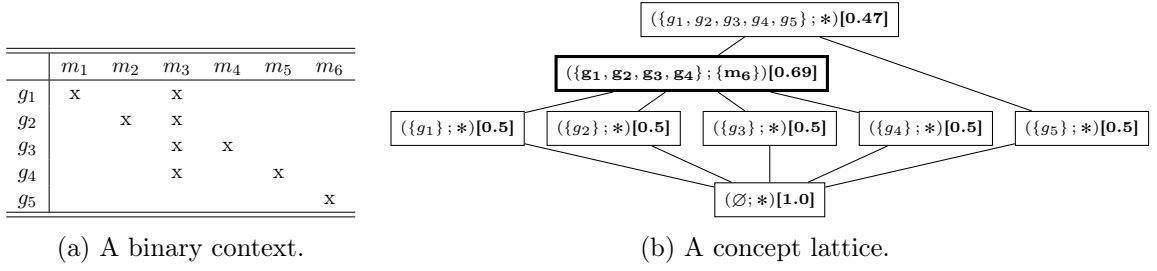 m₁ m₂ m₃ m₄ m₅ m₆
g₁ x x
g₂ x x
g₃ x x
g₄ x x
g₅ x
(a) A binary context.
({g₁, g₂, g₃, g₄, g₅} ; *)[0.47]
({g₁, g₂, g₃, g₄} ; {m₆})[0.69]
({g₁} ; *)[0.5] ({g₂} ; *)[0.5] ({g₃} ; *)[0.5] ({g₄} ; *)[0.5] ({g₅} ; *)[0.5]
(∅; *)[1.0]
(b) A concept lattice.